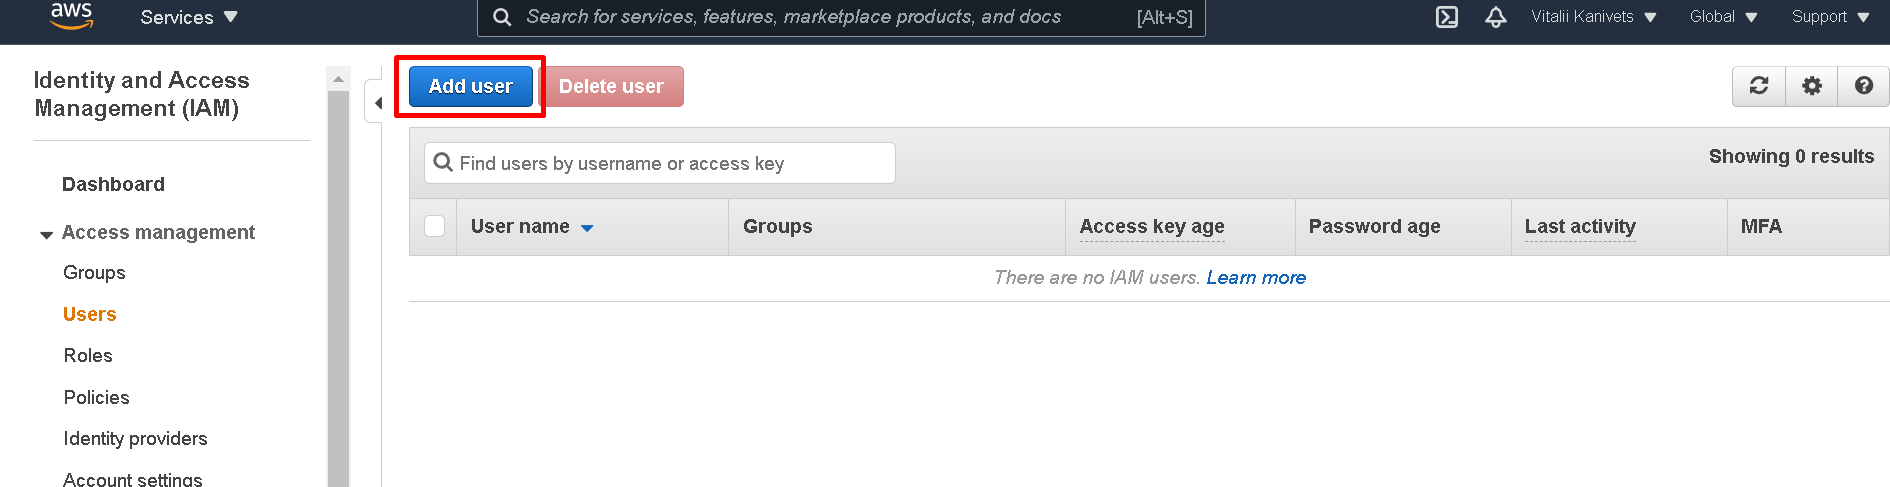 aws
Services
Search for services, features, marketplace products, and docs
[Alt+S]
Vitalii Kanivets
Global
Support
Identity and Access
Management (IAM)
Dashboard
Access management
Groups
Users
Roles
Policies
Identity providers
Account settings
Add user
Delete user
Find users by username or access key
Showing 0 results
User name
Groups
Access key age
Password age
Last activity
MFA
There are no IAM users. Learn more